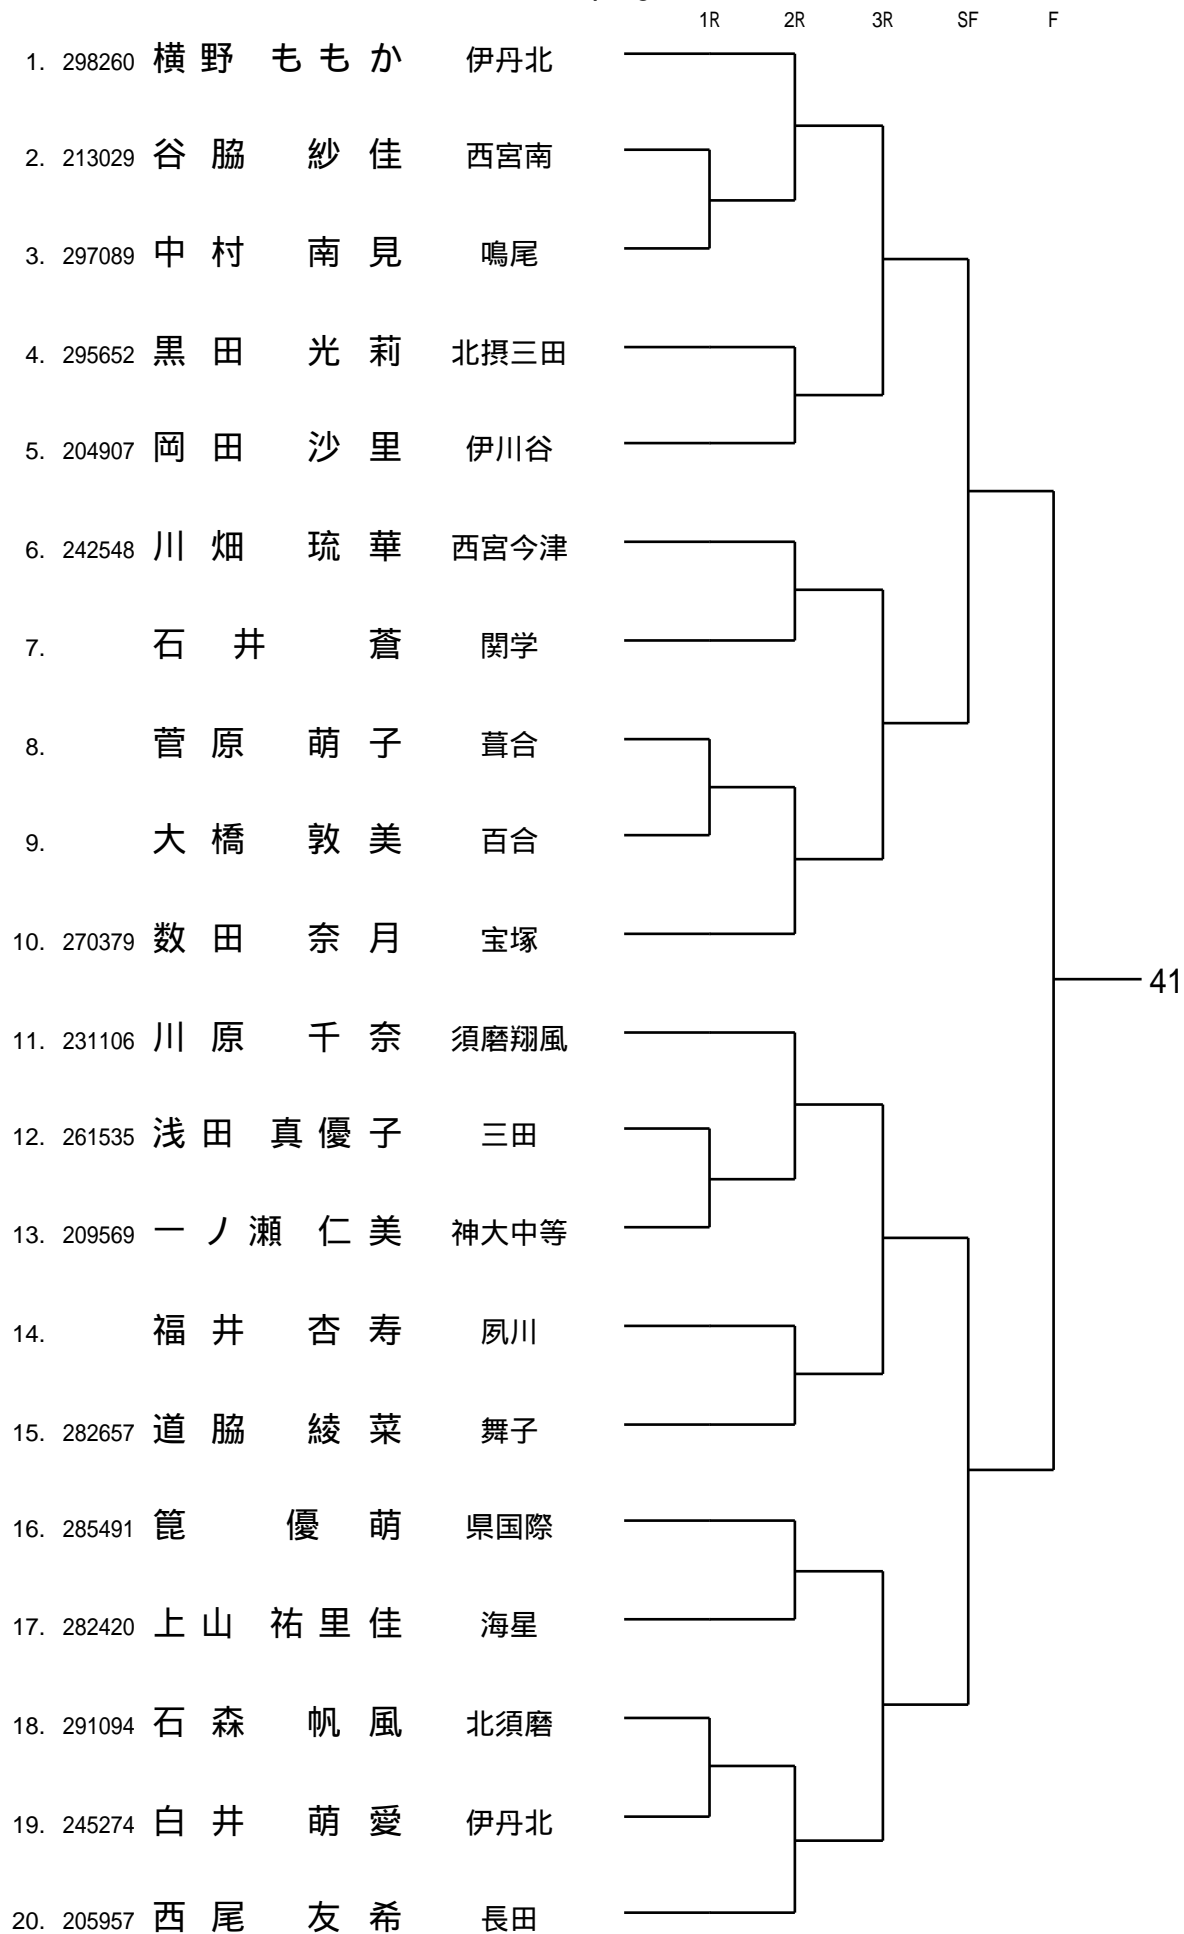 1R 2R 3R SF F
1. 298260 横野 ももか 伊丹北
2. 213029 谷脇 紗佳 西宮南
3. 297089 中村 南見 鳴尾
4. 295652 黒田 光莉 北摂三田
5. 204907 岡田 沙里 伊川谷
6. 242548 川畑 琉華 西宮今津
7. 石井 蒼 関学
8. 菅原 萌子 葺合
9. 大橋 敦美 百合
10. 270379 数田 奈月 宝塚
41
11. 231106 川原 千奈 須磨翔風
12. 261535 浅田 真優子 三田
13. 209569 一ノ瀬 仁美 神大中等
14. 福井 杏寿 夙川
15. 282657 道脇 綾菜 舞子
16. 285491 箟 優萌 県国際
17. 282420 上山 祐里佳 海星
18. 291094 石森 帆風 北須磨
19. 245274 白井 萌愛 伊丹北
20. 205957 西尾 友希 長田